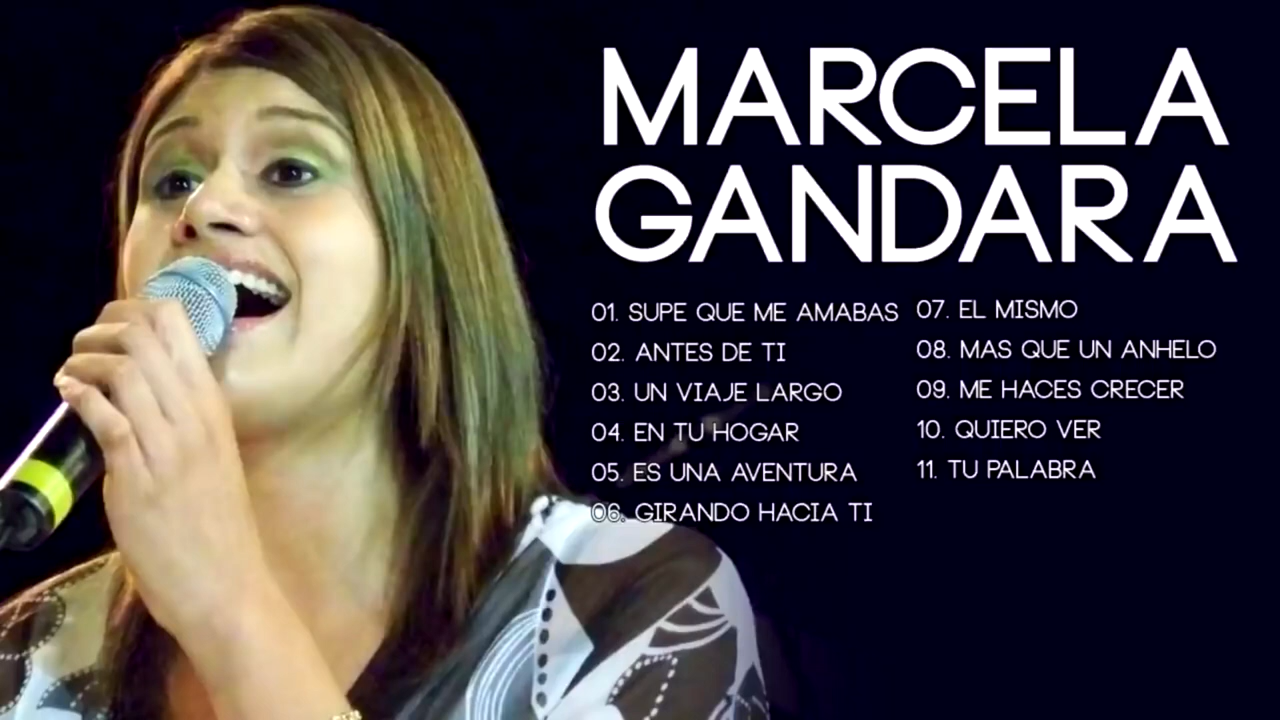 MARCELA
GANDARA
01. SUPE QUE ME AMABAS
02. ANTES DE TI
03. UN VIAJE LARGO
04. EN TU HOGAR
05. ES UNA AVENTURA
06. GIRANDO HACIA TI
07. EL MISMO
08. MAS QUE UN ANHELO
09. ME HACES CRECER
10. QUIERO VER
11. TU PALABRA